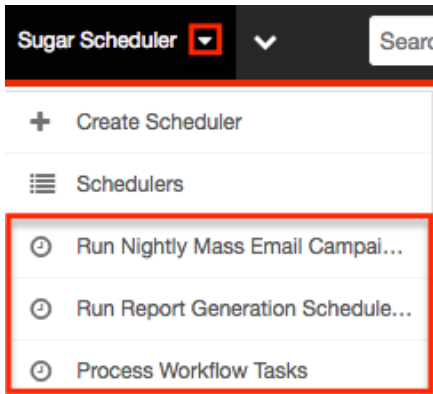 Sugar Scheduler
Searc
Create Scheduler
Schedulers
Run Nightly Mass Email Campai...
Run Report Generation Schedule...
Process Workflow Tasks